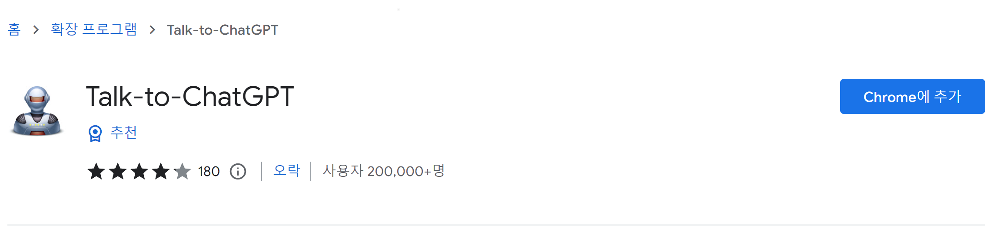 홈 > 확장 프로그램 > Talk-to-ChatGPT
Talk-to-ChatGPT
Chrome에 추가
추천
180
오락
사용자 200,000+명